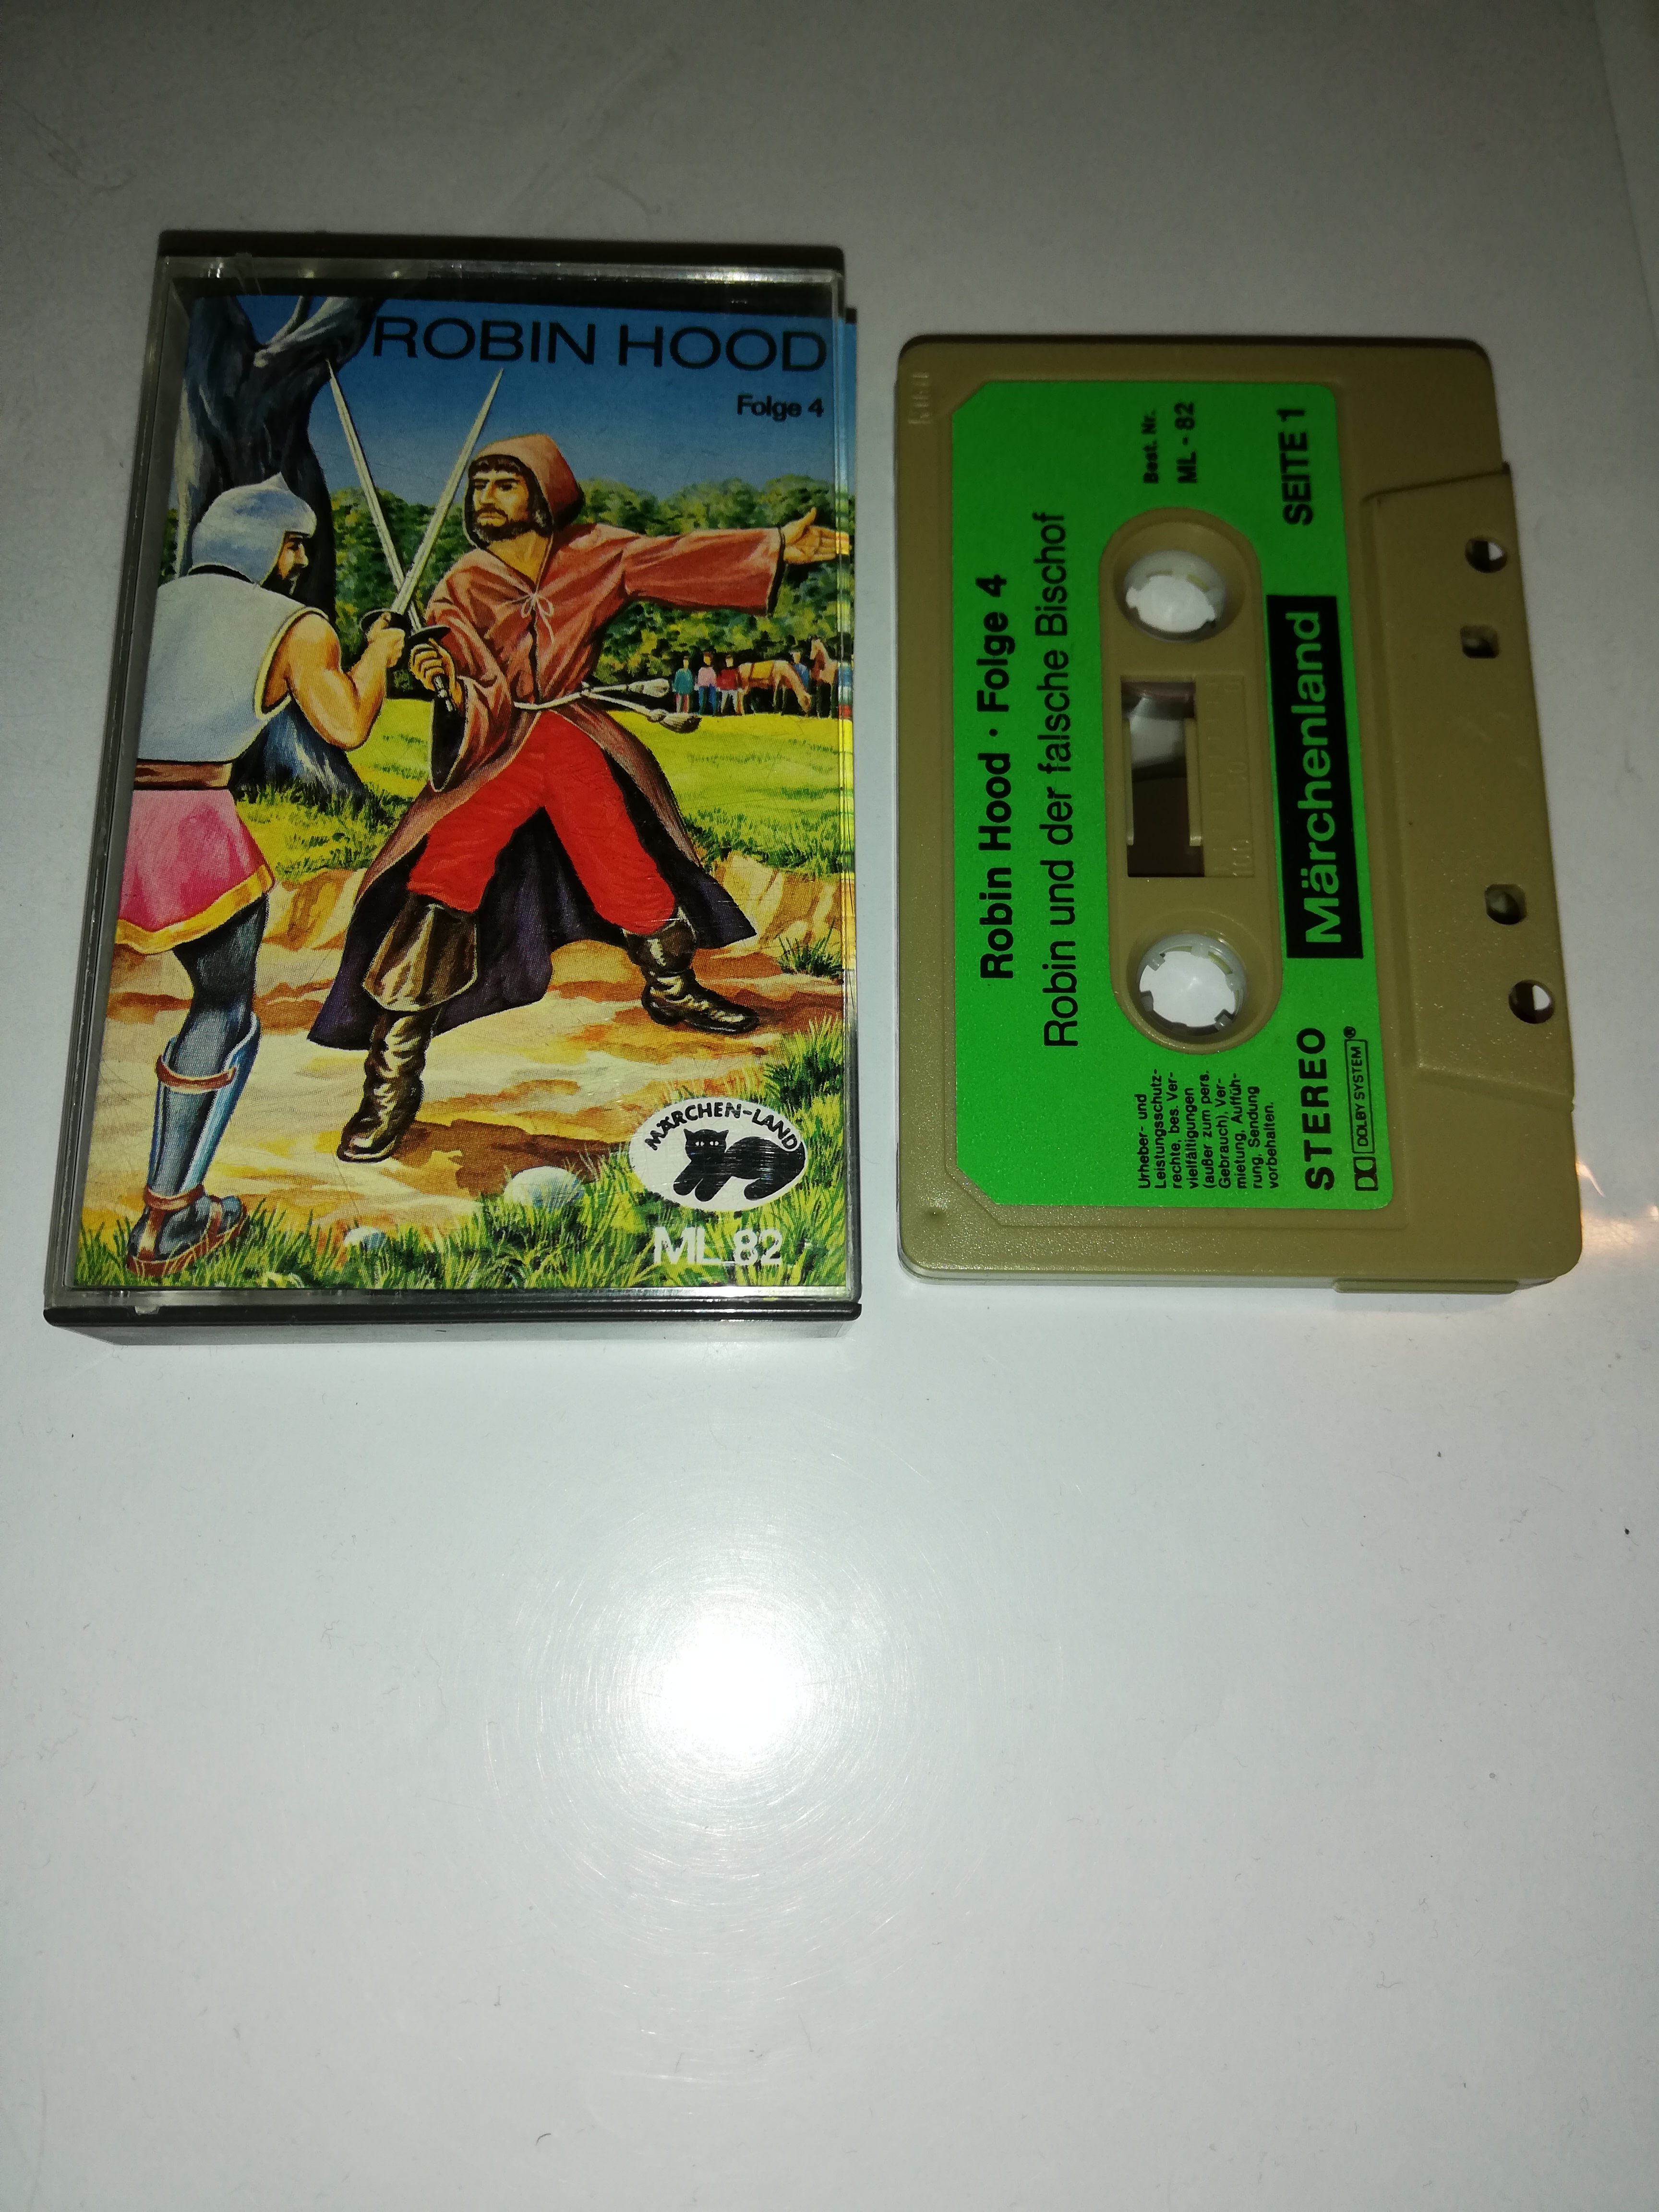 ROBIN HOOD
Folge 4
MÄRCHEN-LAND
ML 82
Robin Hood · Folge 4
Robin und der falsche Bischof
Best. Nr.
ML - 82
Urheber- und
Leistungsschutz-
rechte, bes. Ver-
vielfältigungen
(außer zum pers.
Gebrauch), Ver-
mietung, Auffüh-
rung, Sendung
vorbehalten.
STEREO
Märchenland
SEITE 1
DOLBY SYSTEM®